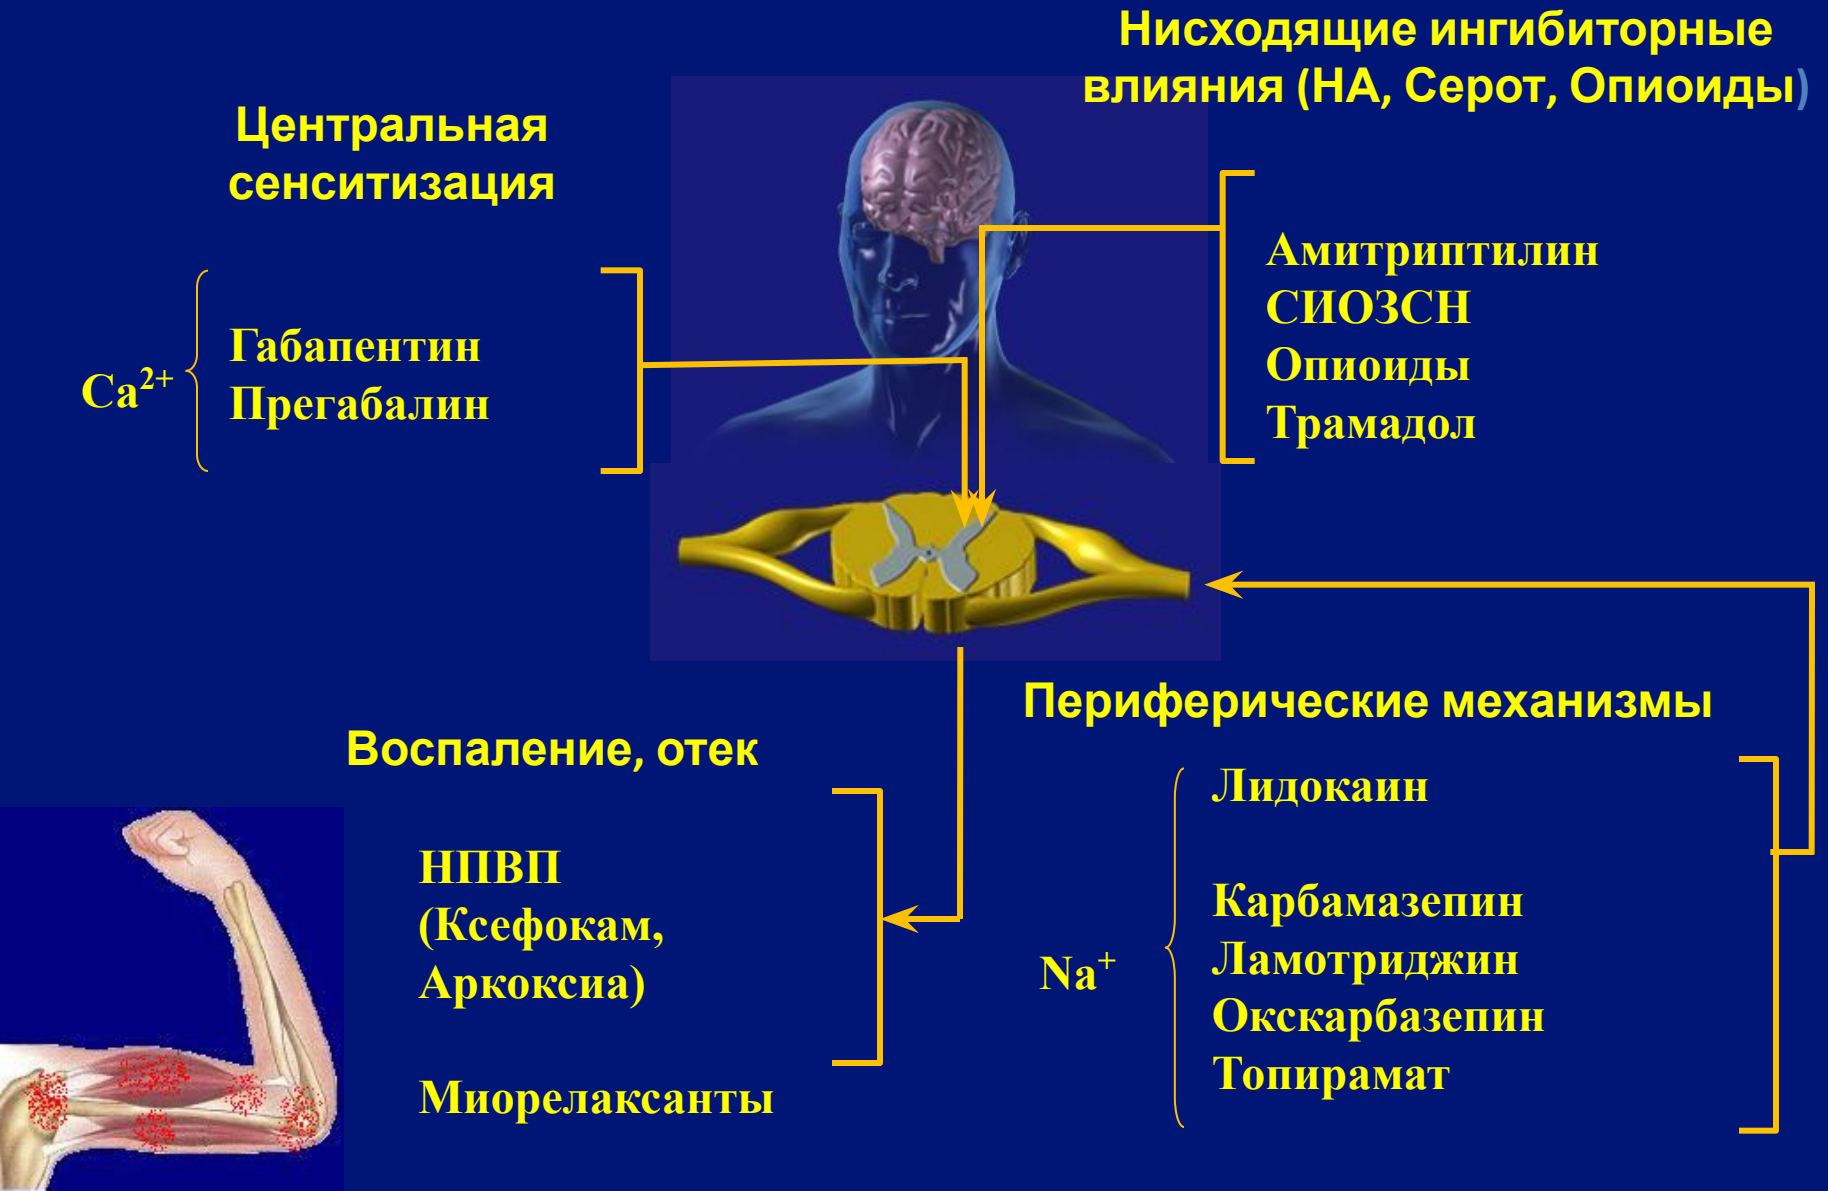 Нисходящие ингибиторные
влияния (НА, Серот, Опиоиды)
Центральная
сенситизация
Ca²⁺
Габапентин
Прегабалин
Амитриптилин
СИОЗСН
Опиоиды
Трамадол
Воспаление, отек
НПВП
(Ксефокам,
Аркоксиа)
Миорелаксанты
Периферические механизмы
Na⁺
Лидокаин
Карбамазепин
Ламотриджин
Окскарбазепин
Топирамат